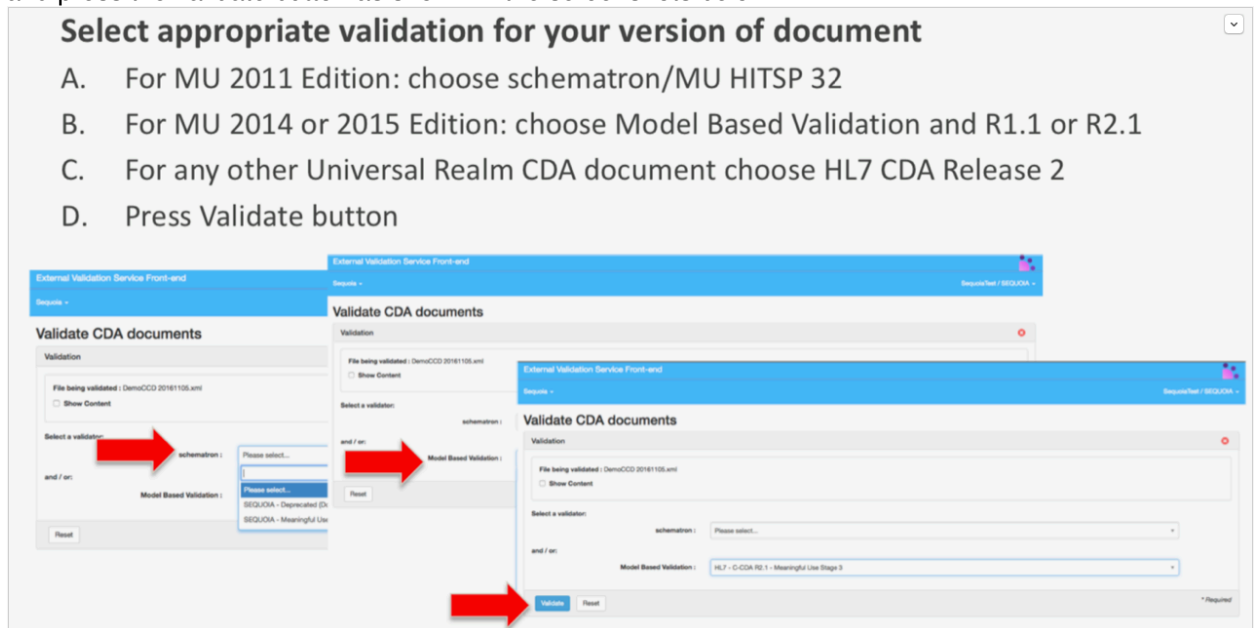 Select appropriate validation for your version of document
A. For MU 2011 Edition: choose schematron/MU HITSP 32
B. For MU 2014 or 2015 Edition: choose Model Based Validation and R1.1 or R2.1
C. For any other Universal Realm CDA document choose HL7 CDA Release 2
D. Press Validate button
External Validation Service Front-end
Sequoia
Validate CDA documents
Validation
File being validated : DemoCCD 20161105.xml
Show Content
Select a validator:
schematron :
Please select...
Please select...
SEQUOIA - Deprecated
SEQUOIA - Meaningful Use
and / or:
Model Based Validation :
Reset
External Validation Service Front-end
Sequoia
SequoiaTest / SEQUOIA
Validate CDA documents
Validation
File being validated : DemoCCD 20161105.xml
Show Content
Select a validator:
schematron :
and / or:
Model Based Validation :
Reset
External Validation Service Front-end
Sequoia
SequoiaTest / SEQUOIA
Validate CDA documents
Validation
File being validated : DemoCCD 20161105.xml
Show Content
Select a validator:
schematron : Please select...
and / or:
Model Based Validation : HL7 - C-CDA R2.1 - Meaningful Use Stage 3
Validate Reset
* Required